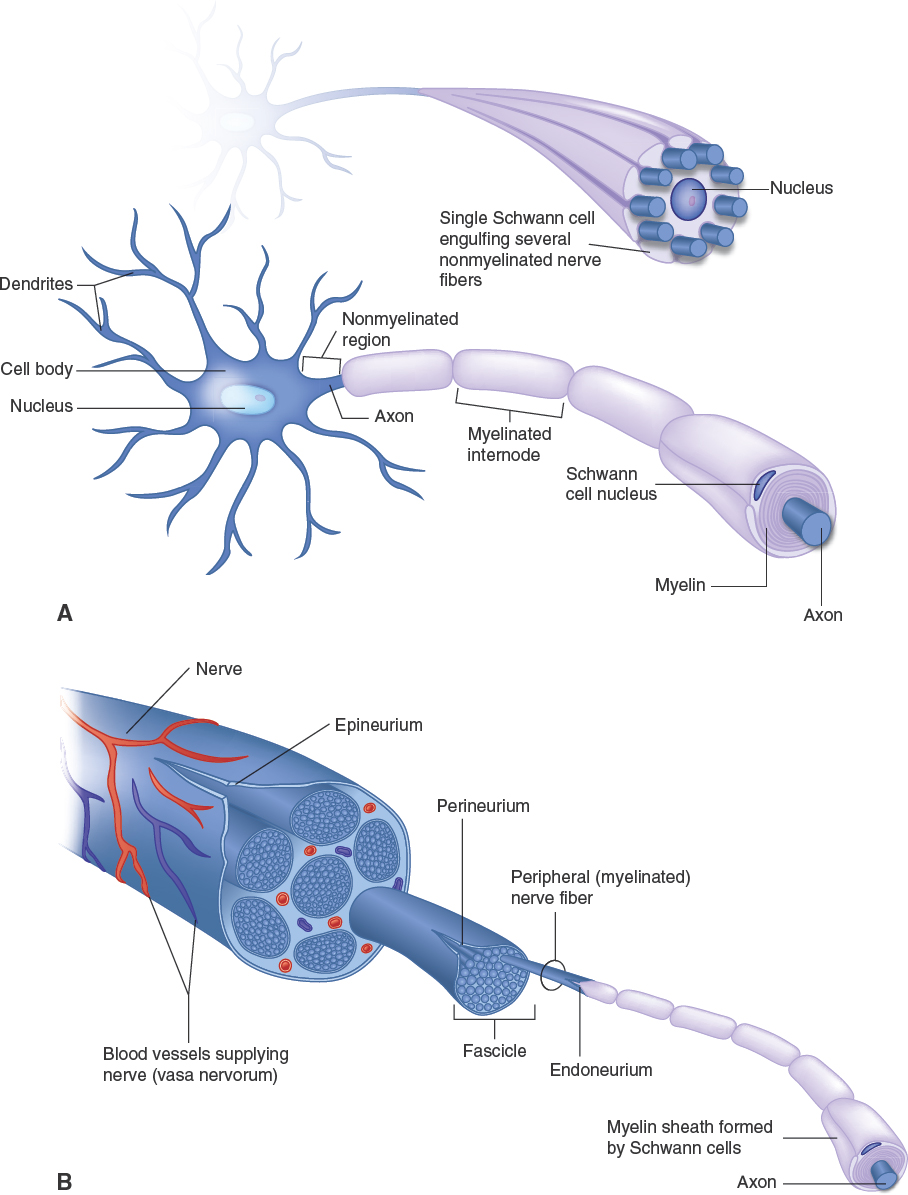 Nucleus
Single Schwann cell
engulfing several
nonmyelinated nerve
fibers
Dendrites
Nonmyelinated
region
Cell body
Nucleus
Axon
Myelinated
internode
Schwann
cell nucleus
Myelin
Axon
A
Nerve
Epineurium
Perineurium
Peripheral (myelinated)
nerve fiber
Fascicle
Endoneurium
Blood vessels supplying
nerve (vasa nervorum)
Myelin sheath formed
by Schwann cells
Axon
B